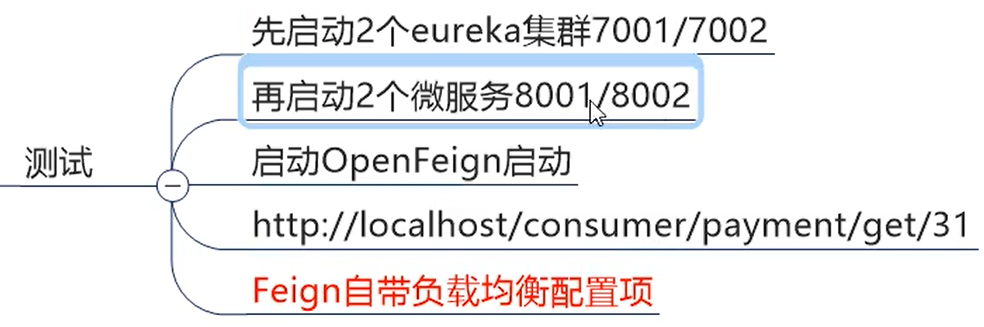 先启动2个eureka集群7001/7002
再启动2个微服务8001/8002
测试
启动OpenFeign启动
http://localhost/consumer/payment/get/31
Feign自带负载均衡配置项